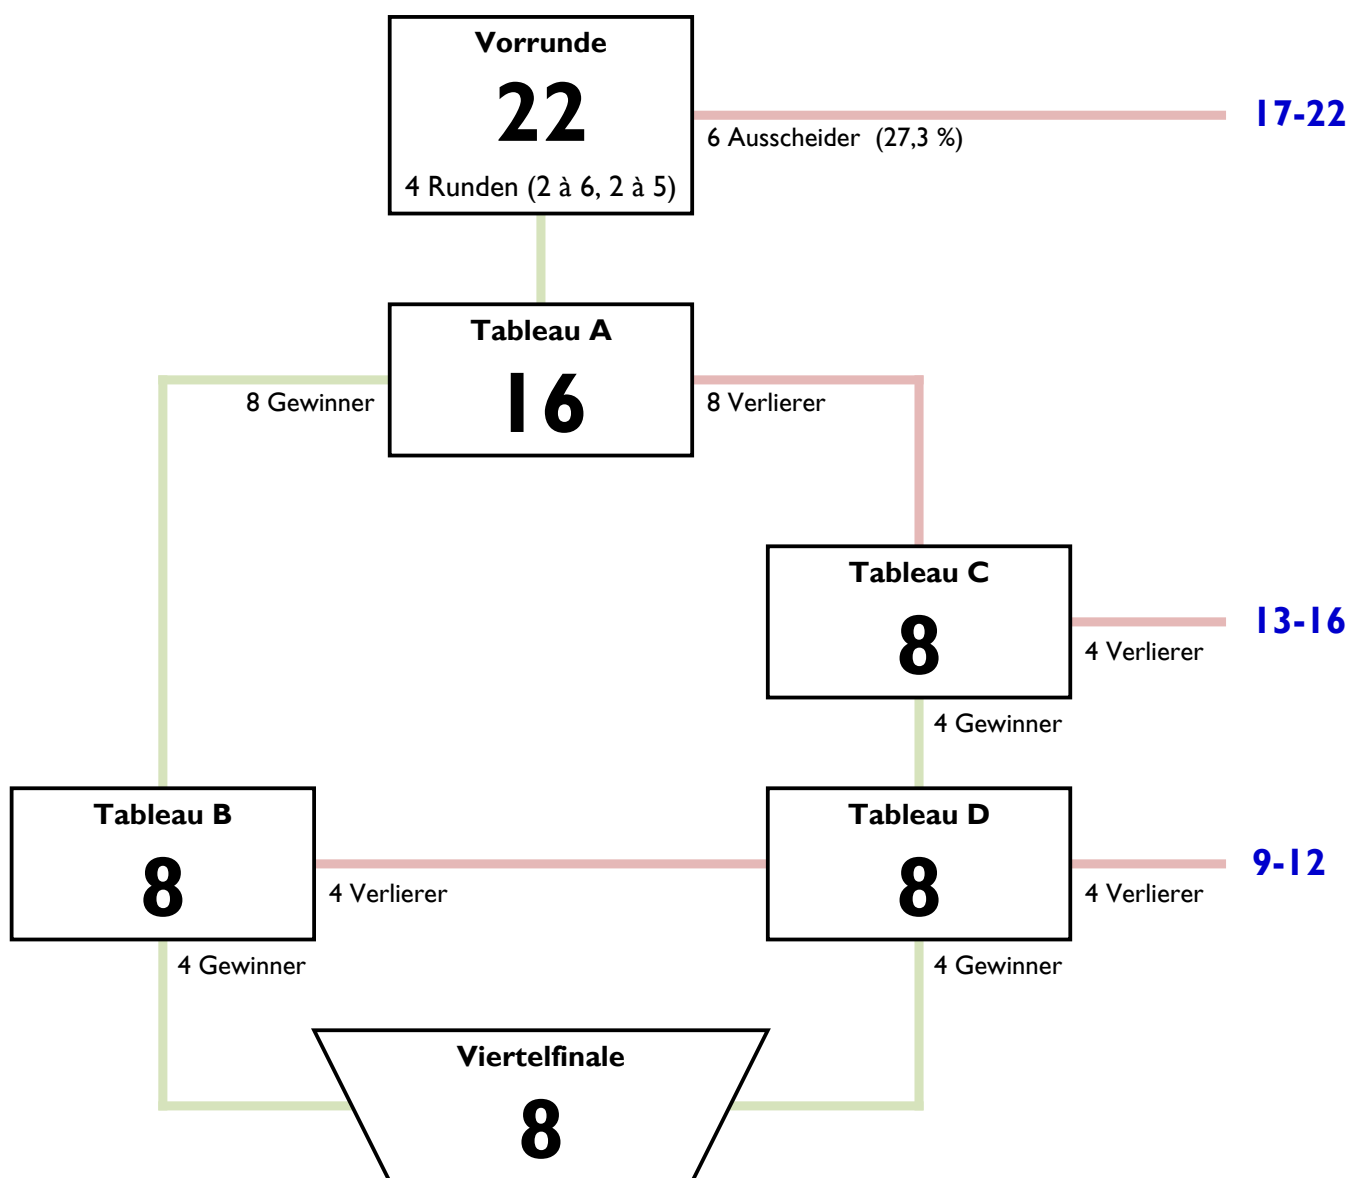 Vorrunde
22
4 Runden (2 à 6, 2 à 5)
17-22
6 Ausscheider (27,3 %)
Tableau A
16
8 Gewinner
8 Verlierer
Tableau C
8
13-16
4 Verlierer
4 Gewinner
Tableau B
8
4 Verlierer
4 Gewinner
Tableau D
8
9-12
4 Verlierer
4 Gewinner
Viertelfinale
8